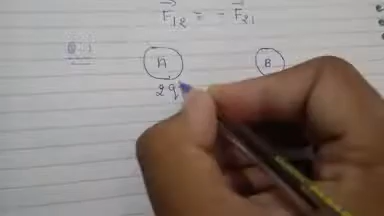 F₁₂ = - F₂₁
A B
2q